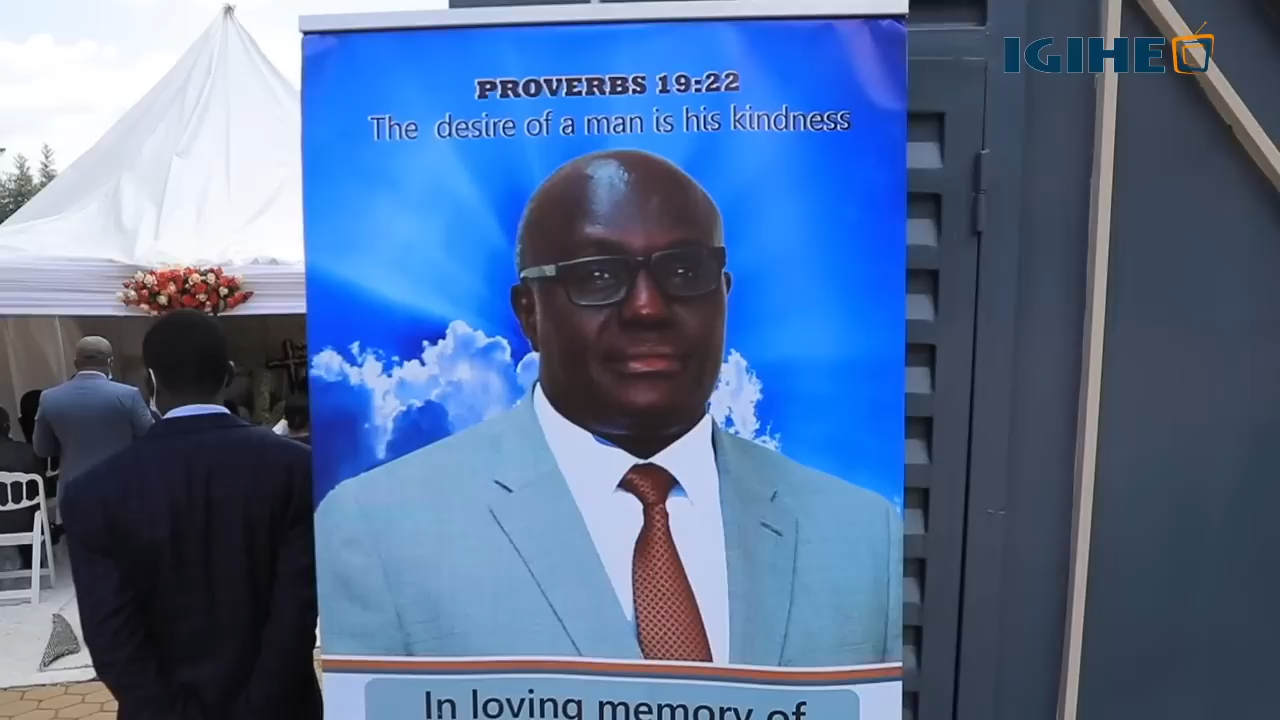 IGIHE
PROVERBS 19:22
The desire of a man is his kindness
In loving memory of